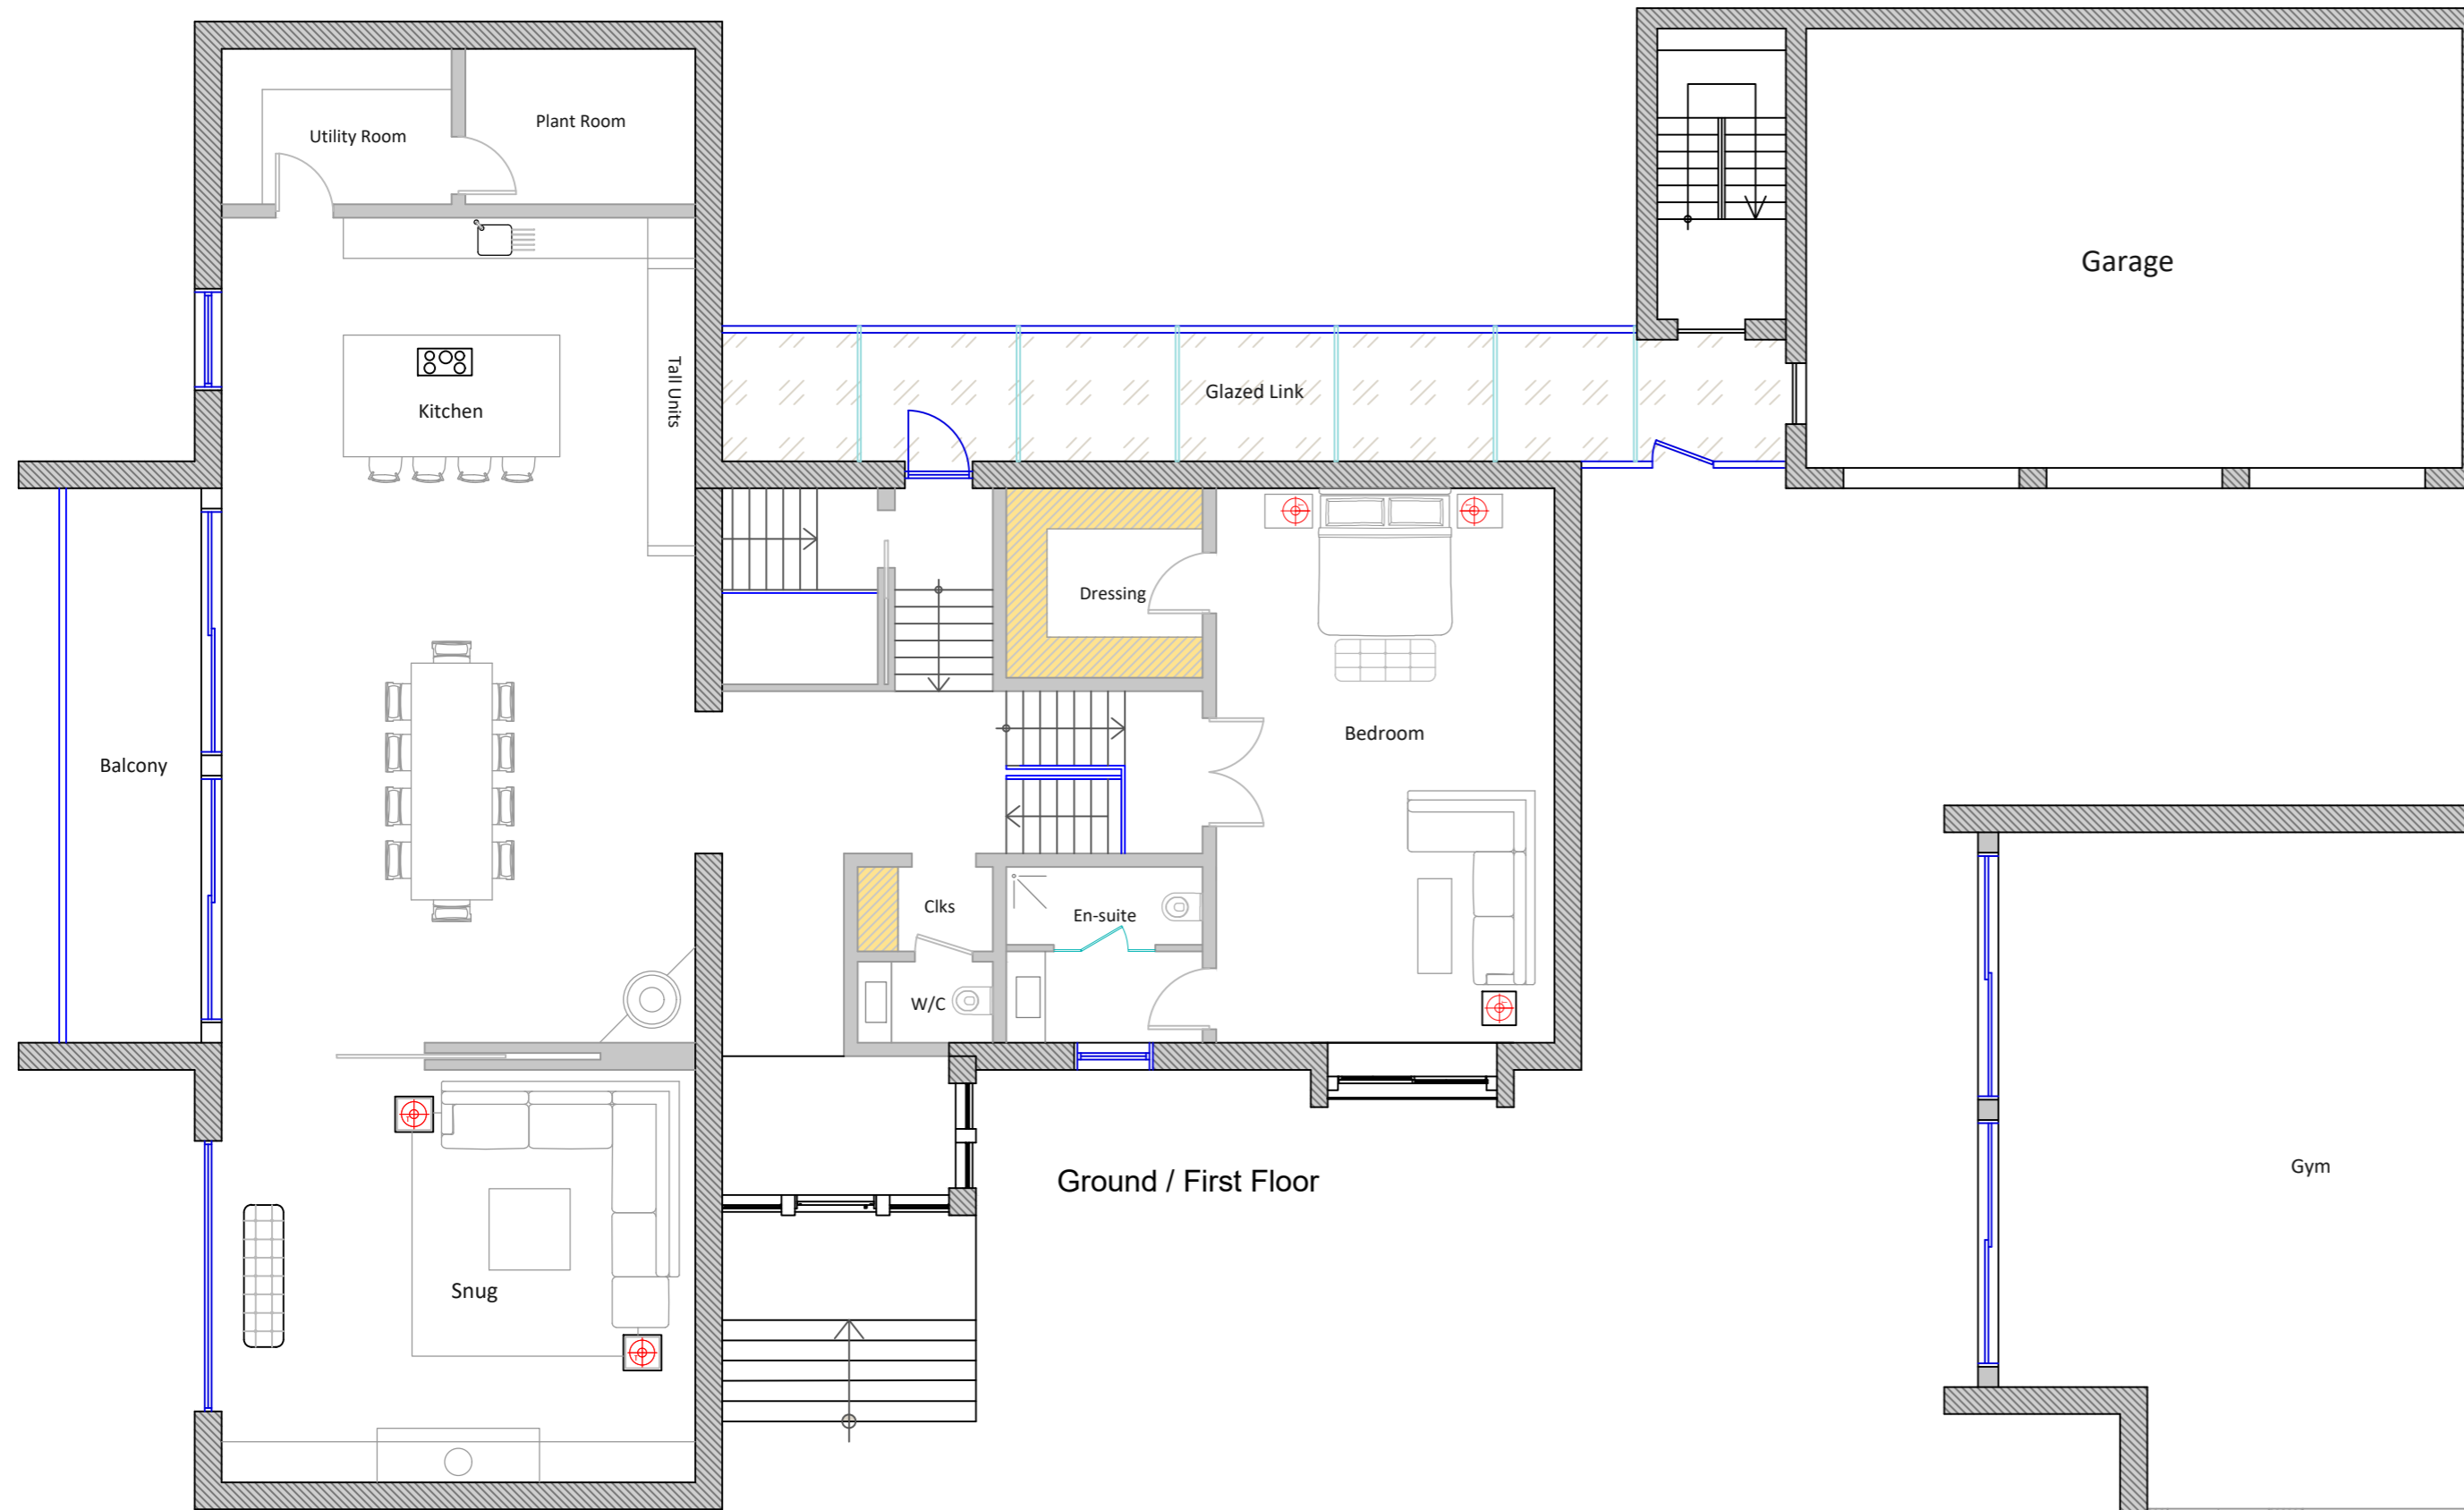 Utility Room
Plant Room
Garage
Kitchen
Tall Units
Glazed Link
Dressing
Bedroom
Balcony
Clks
En-suite
W/C
Ground / First Floor
Gym
Snug